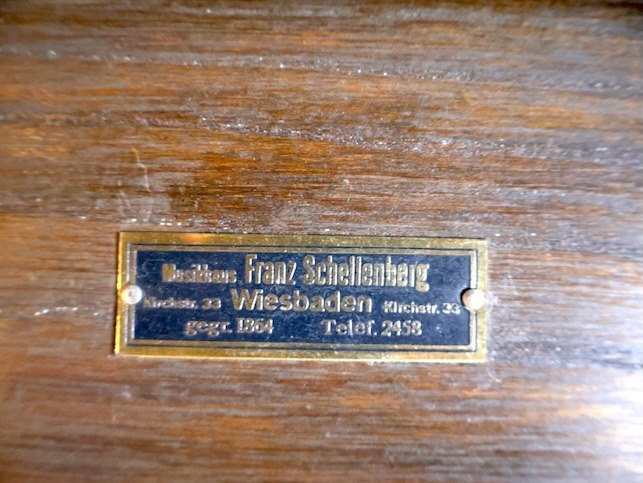 Musikhaus Franz Schellenberg
Kirchstr. 33 Wiesbaden Kirchstr. 33
gegr. 1864 Telef. 2458